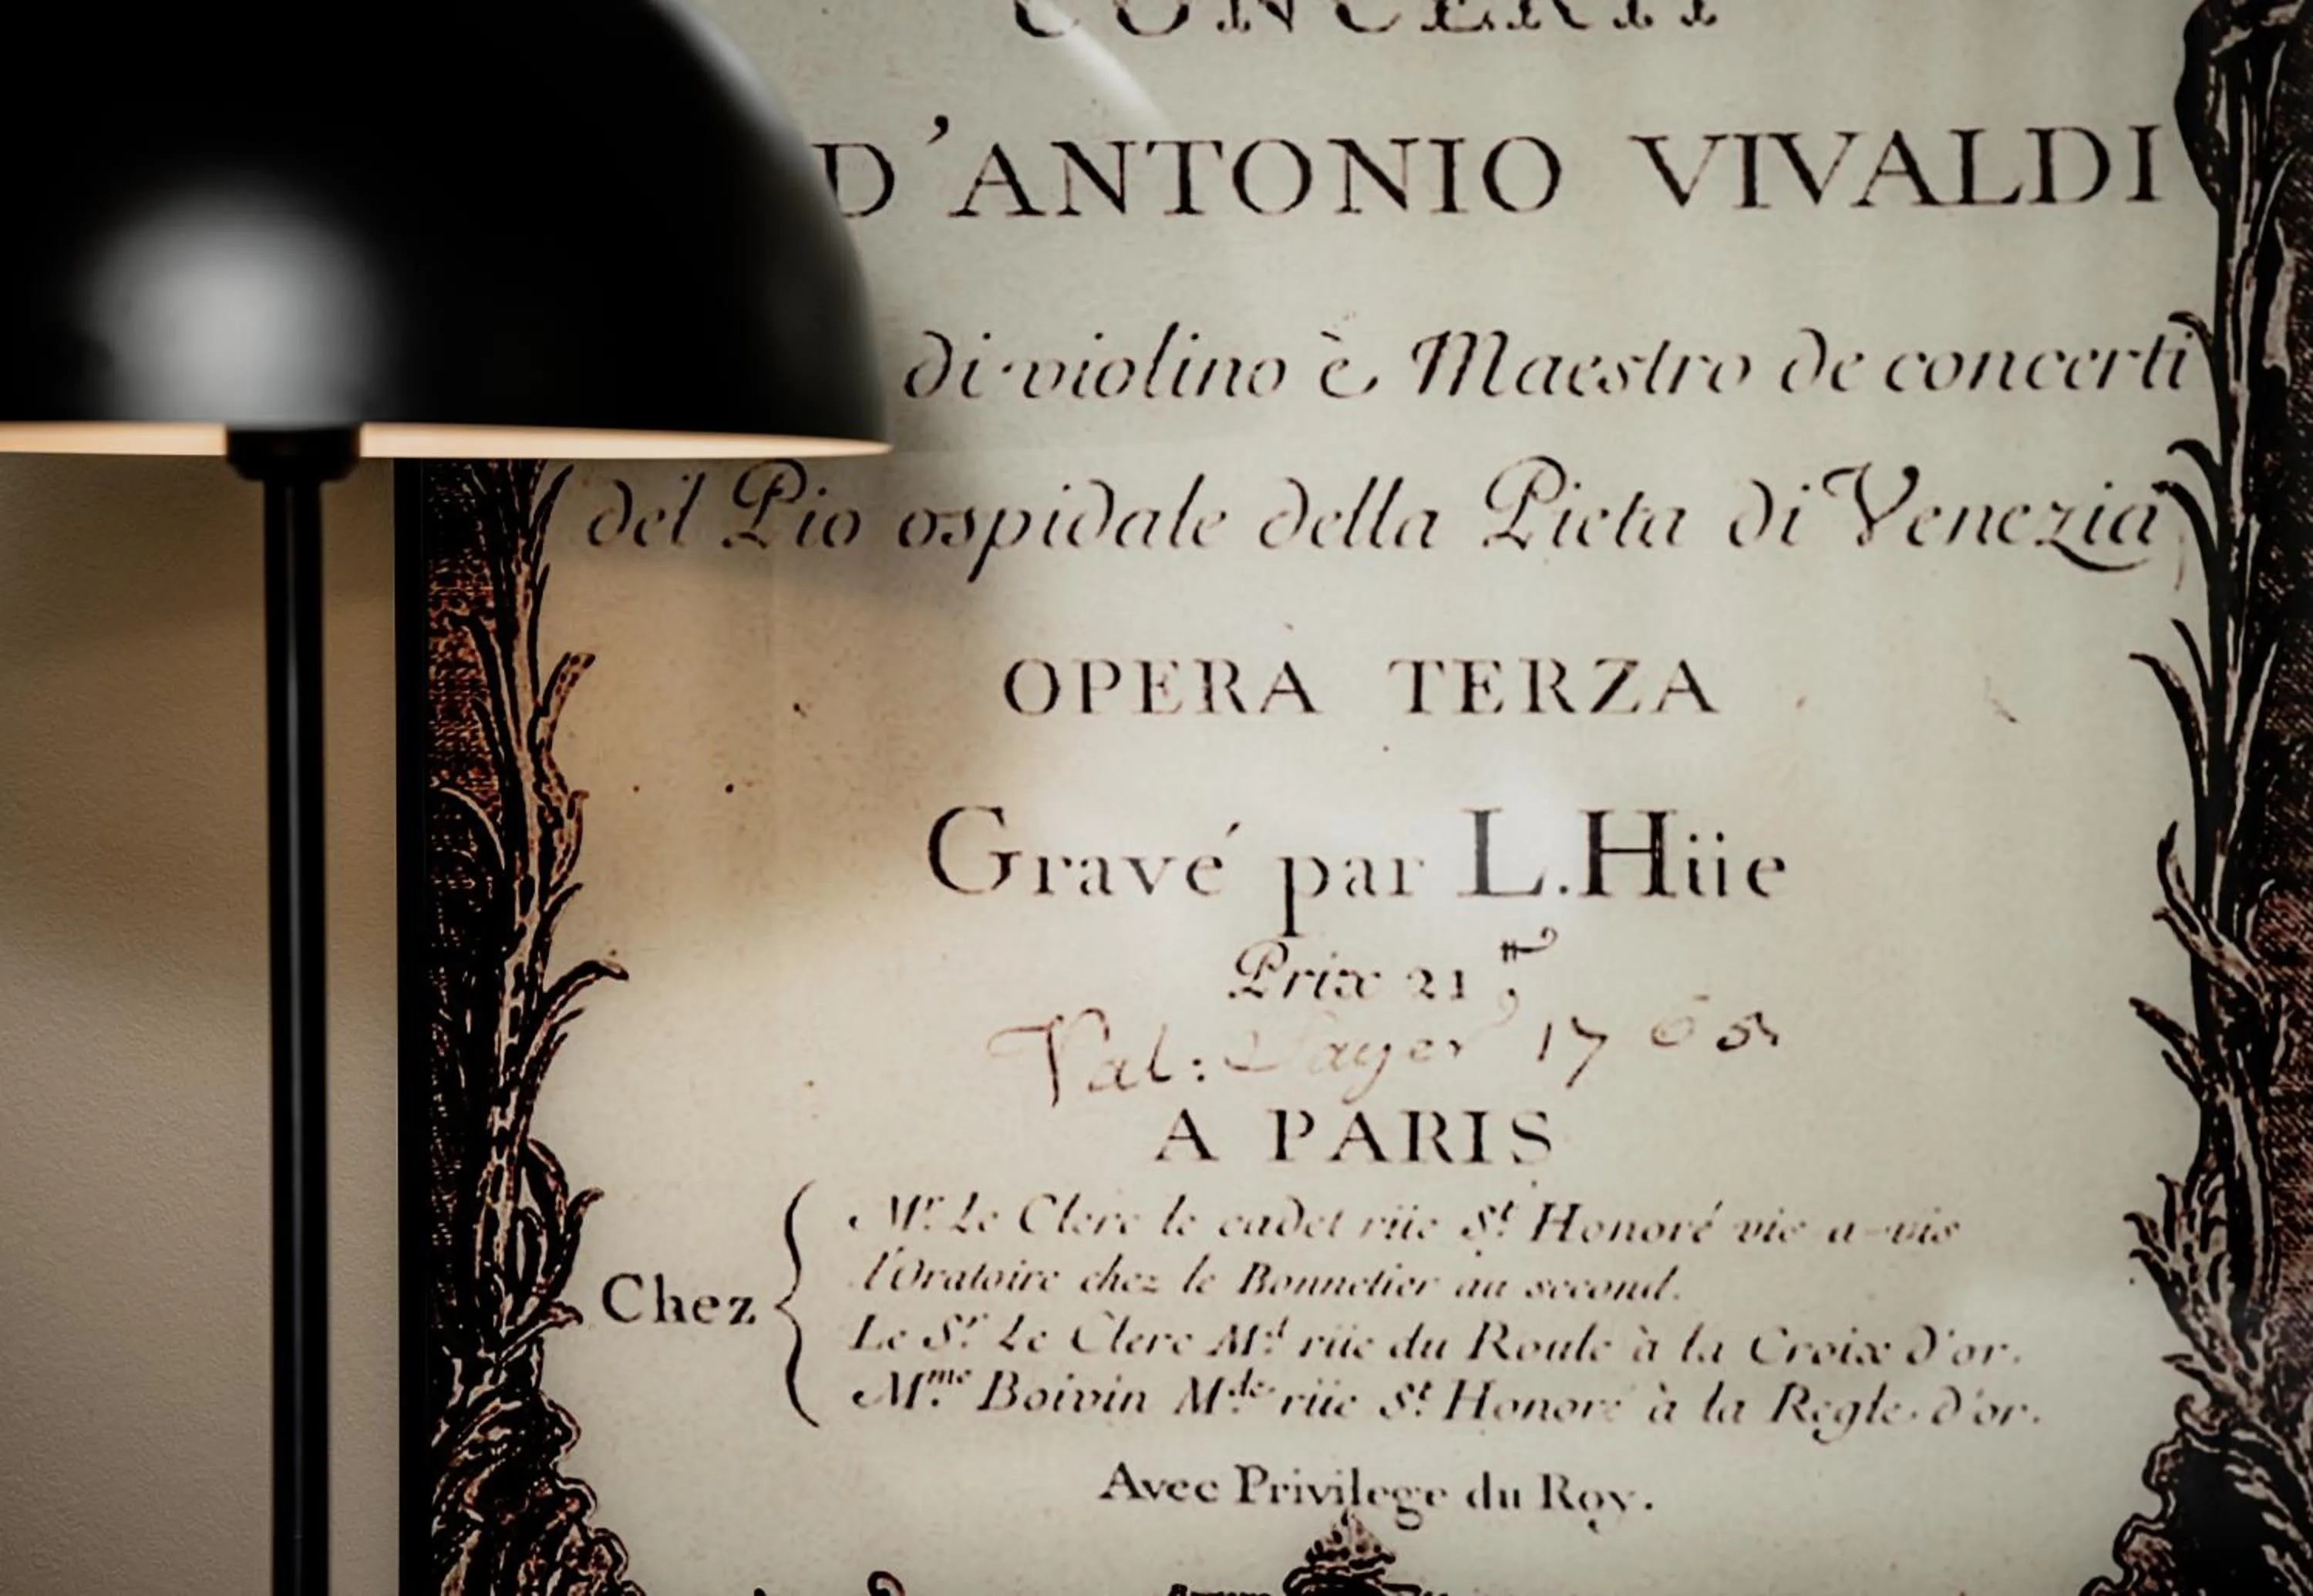 CONCERTI
D'ANTONIO VIVALDI
di violino è Maestro de concerti
del Pio ospidale della Pieta di Venezia
OPERA TERZA
Gravé par L.Hüe
Prix 21
Val: 17
A PARIS
Chez
Mr. Le Clerc le cadet rüe St. Honoré vis a-vis
l'Oratoire chez le Bonnetier au second.
Le Sr. Le Clerc Md. rüe du Roule à la Croix d'or.
Mme. Boivin Mde. rüe St. Honoré à la Regle d'or.
Avec Privilege du Roy.